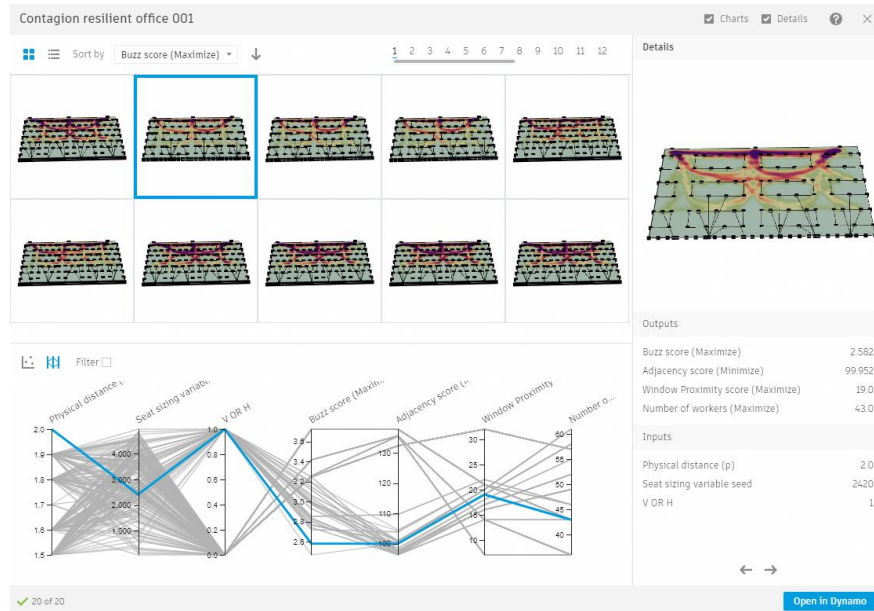 Contagion resilient office 001
Charts Details
Sort by Buzz score (Maximize)
1 2 3 4 5 6 7 8 9 10 11 12
Details
Outputs
Buzz score (Maximize) 2.582
Adjacency score (Minimize) 99.952
Window Proximity score (Maximize) 19.0
Number of workers (Maximize) 43.0
Inputs
Physical distance (p) 2.0
Seat sizing variable seed 2420
V OR H 1
Filter
Physical distance (
Seat sizing variabl
V OR H
Buzz score (Maxim...
Adjacency score (
Window Proximity
Number o...
2.0
1.9
1.8
1.7
1.6
1.5
4,000
3,000
2,000
1,000
1.0
0.8
0.6
0.4
0.2
0.0
3.6
3.4
3.2
3.0
2.8
2.6
130
120
110
100
30
25
20
15
10
60
55
50
45
40
20 of 20
Open in Dynamo